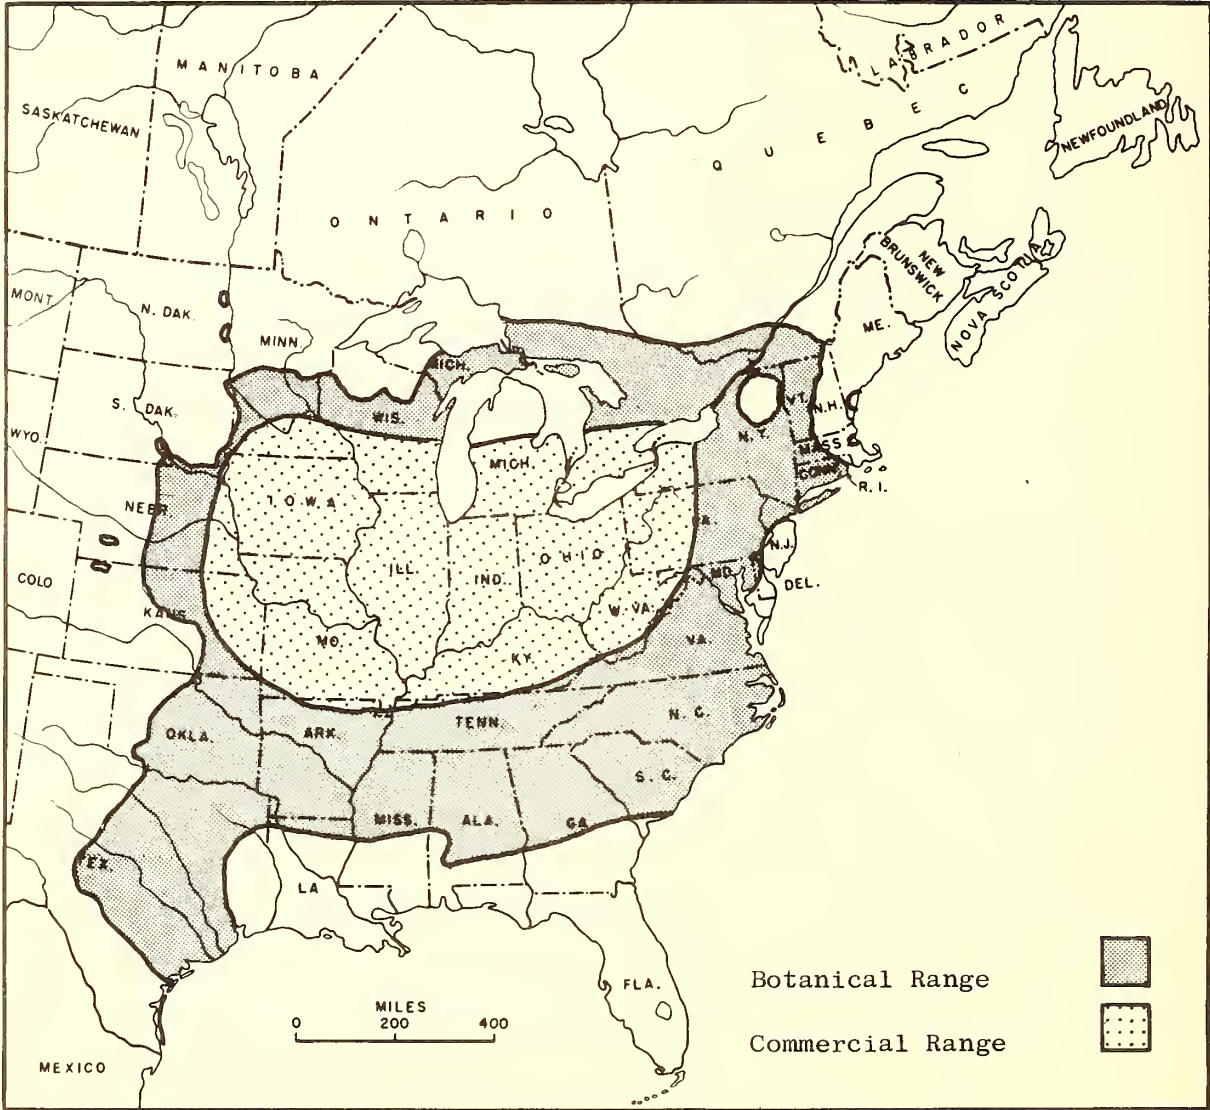 LABRADOR
MANITOBA
SASKATCHEWAN
QUEBEC
NEWFOUNDLAND
ONTARIO
NEW
BRUNSWICK
NOVA SCOTIA
MONT.
N. DAK.
MINN.
ME.
MICH.
S. DAK.
WIS.
VT.
N.H.
WYO.
N.Y.
MASS
MICH.
CONN.
R. I.
NEBR.
IOWA
OHIO
N.J.
COLO
ILL.
IND.
MD.
DEL.
KANS.
W. VA.
VA.
MO.
KY.
N. C.
TENN.
OKLA.
ARK.
S. C.
MISS.
ALA.
GA.
TEX.
LA
FLA.
Botanical Range
MILES
0 200 400
Commercial Range
MEXICO